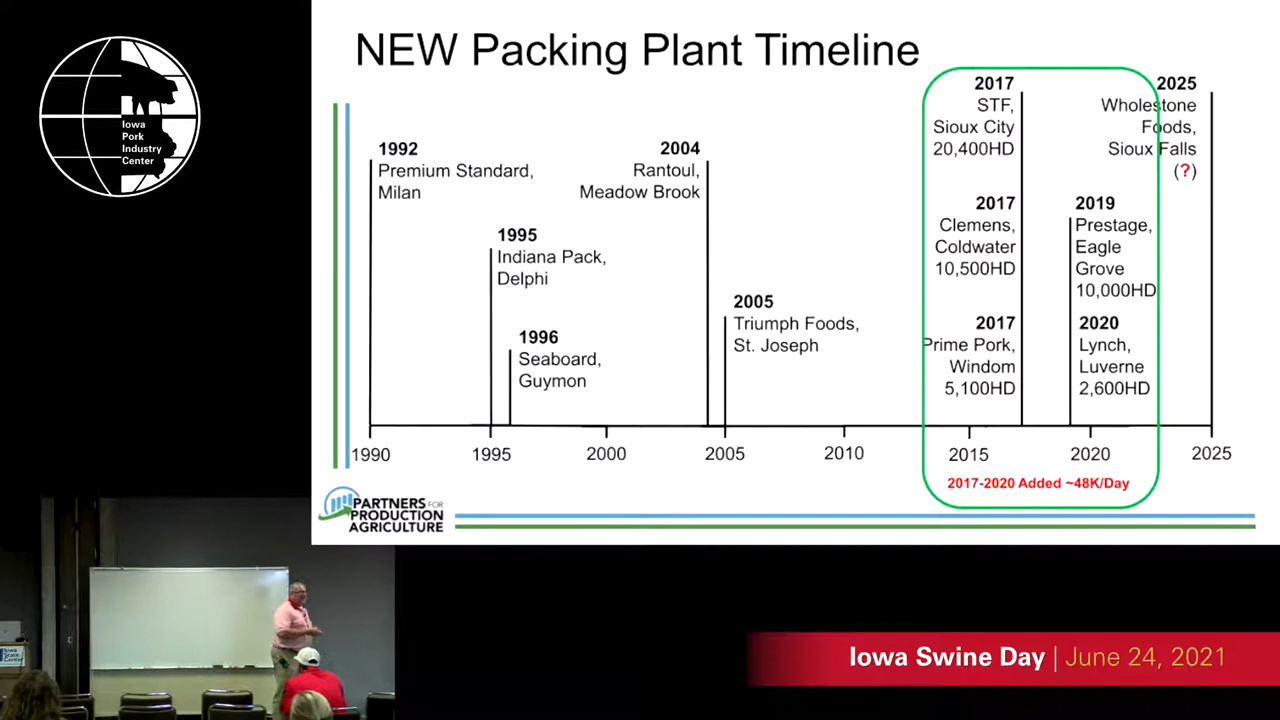 Iowa
Pork
Industry
Center
NEW Packing Plant Timeline
1992
Premium Standard,
Milan
1995
Indiana Pack,
Delphi
1996
Seaboard,
Guymon
2004
Rantoul,
Meadow Brook
2005
Triumph Foods,
St. Joseph
2017
STF,
Sioux City
20,400HD
2017
Clemens,
Coldwater
10,500HD
2017
Prime Pork,
Windom
5,100HD
2019
Prestage,
Eagle
Grove
10,000HD
2020
Lynch,
Luverne
2,600HD
2025
Wholestone
Foods,
Sioux Falls
(?)
1990 1995 2000 2005 2010 2015 2020 2025
2017-2020 Added ~48K/Day
PARTNERS FOR
PRODUCTION
AGRICULTURE
Iowa State
Center
Iowa Swine Day | June 24, 2021